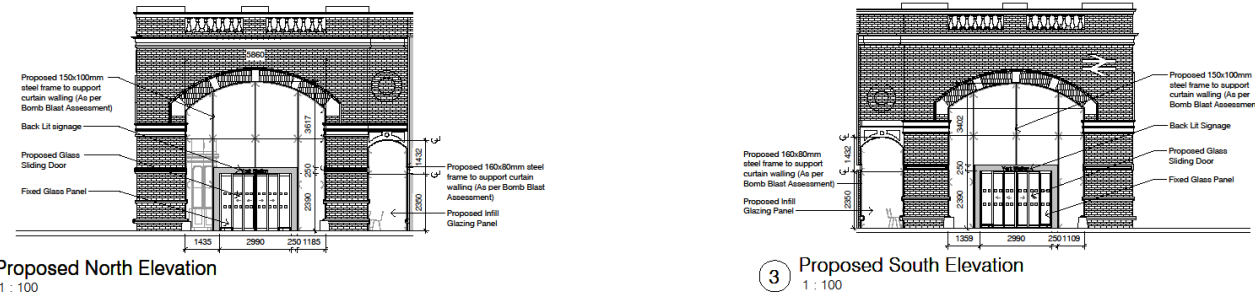 5860
Proposed 150x100mm
steel frame to support
curtain walling (As per
Bomb Blast Assessment)
Back Lit signage
Proposed Glass
Sliding Door
Fixed Glass Panel
3617
250
2390
1432
2350
Proposed 160x80mm steel
frame to support curtain
walling (As per Bomb Blast
Assessment)
Proposed Infill
Glazing Panel
1435 2990 250 1185
Proposed North Elevation
1 : 100
Proposed 150x100mm
steel frame to support
curtain walling (As per
Bomb Blast Assessment
Back Lit Signage
Proposed Glass
Sliding Door
Fixed Glass Panel
3402
250
2390
1432
2350
Proposed 160x80mm
steel frame to support
curtain walling (As per
Bomb Blast Assessment)
Proposed Infill
Glazing Panel
1359 2990 250 1109
3 Proposed South Elevation
1 : 100